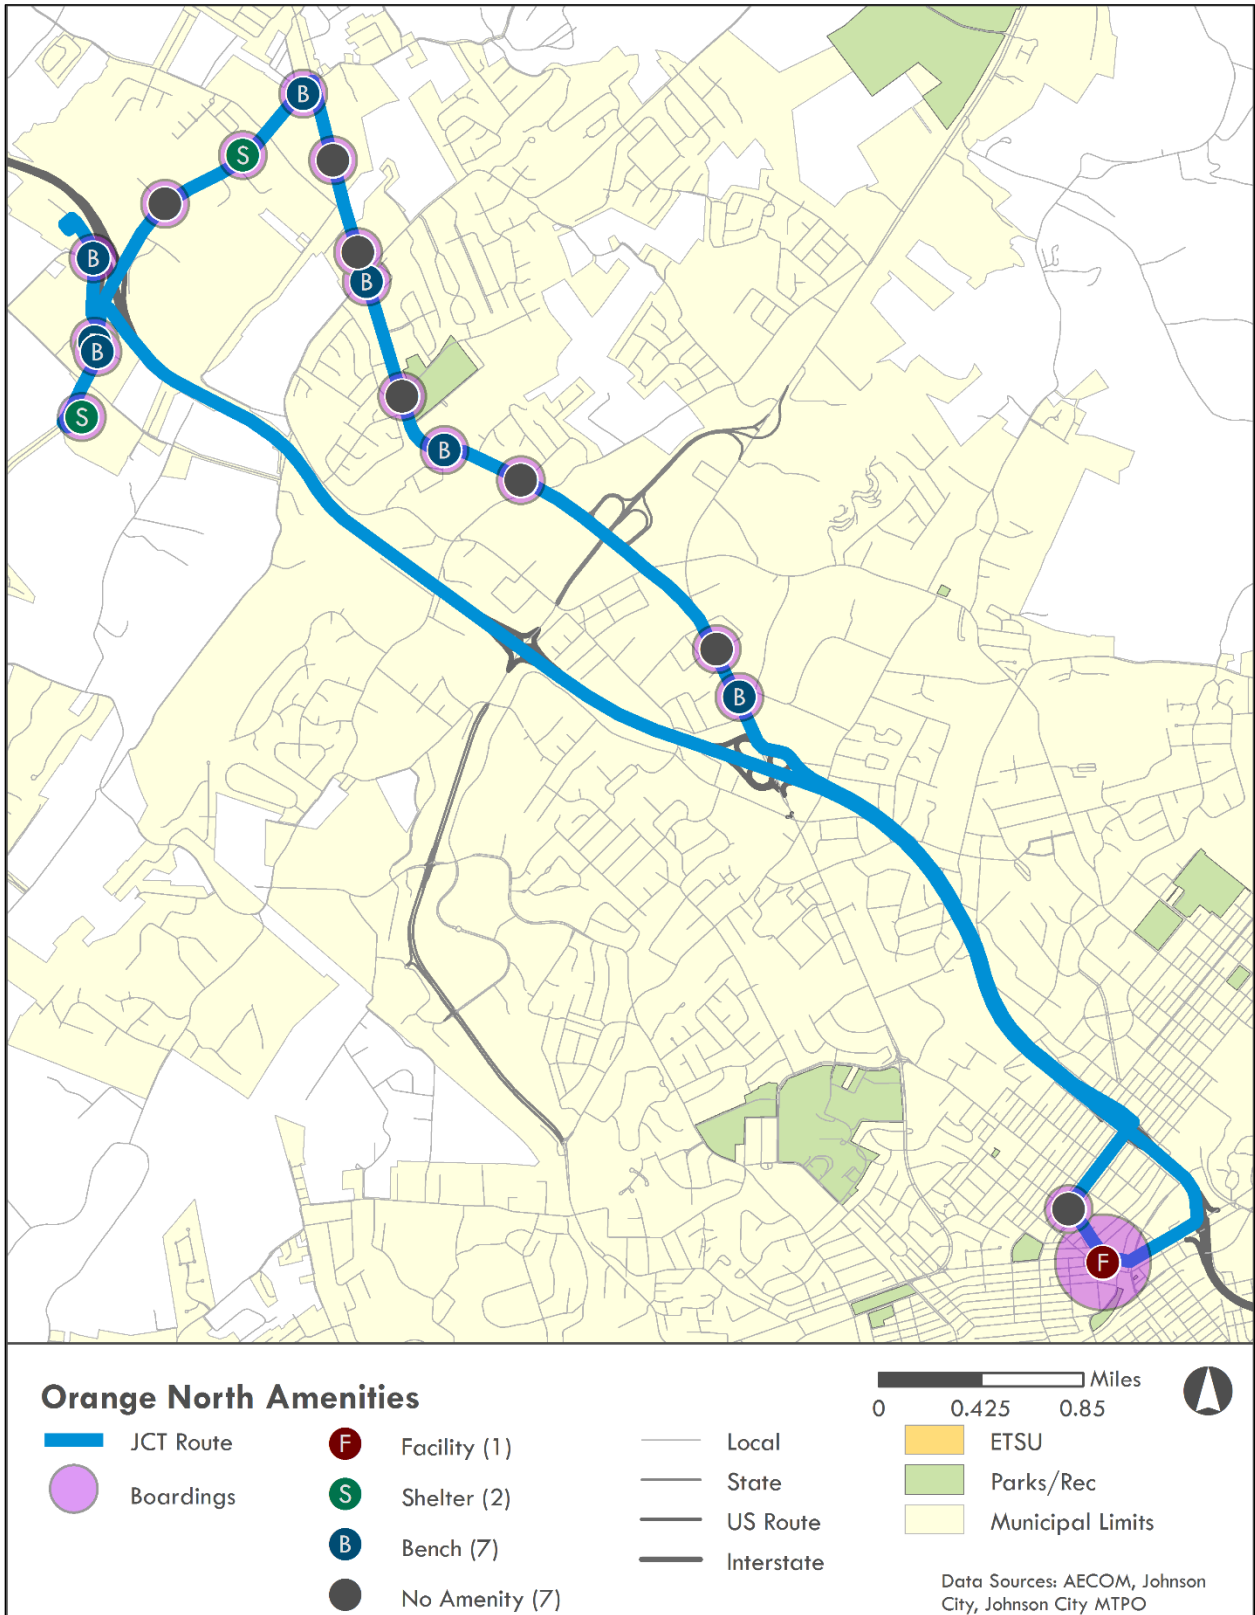 B
S
B
B
B
S
B
B
F
Orange North Amenities
JCT Route
Boardings
F Facility (1)
S Shelter (2)
B Bench (7)
No Amenity (7)
Local
State
US Route
Interstate
Miles
0 0.425 0.85
ETSU
Parks/Rec
Municipal Limits
Data Sources: AECOM, Johnson
City, Johnson City MTPO